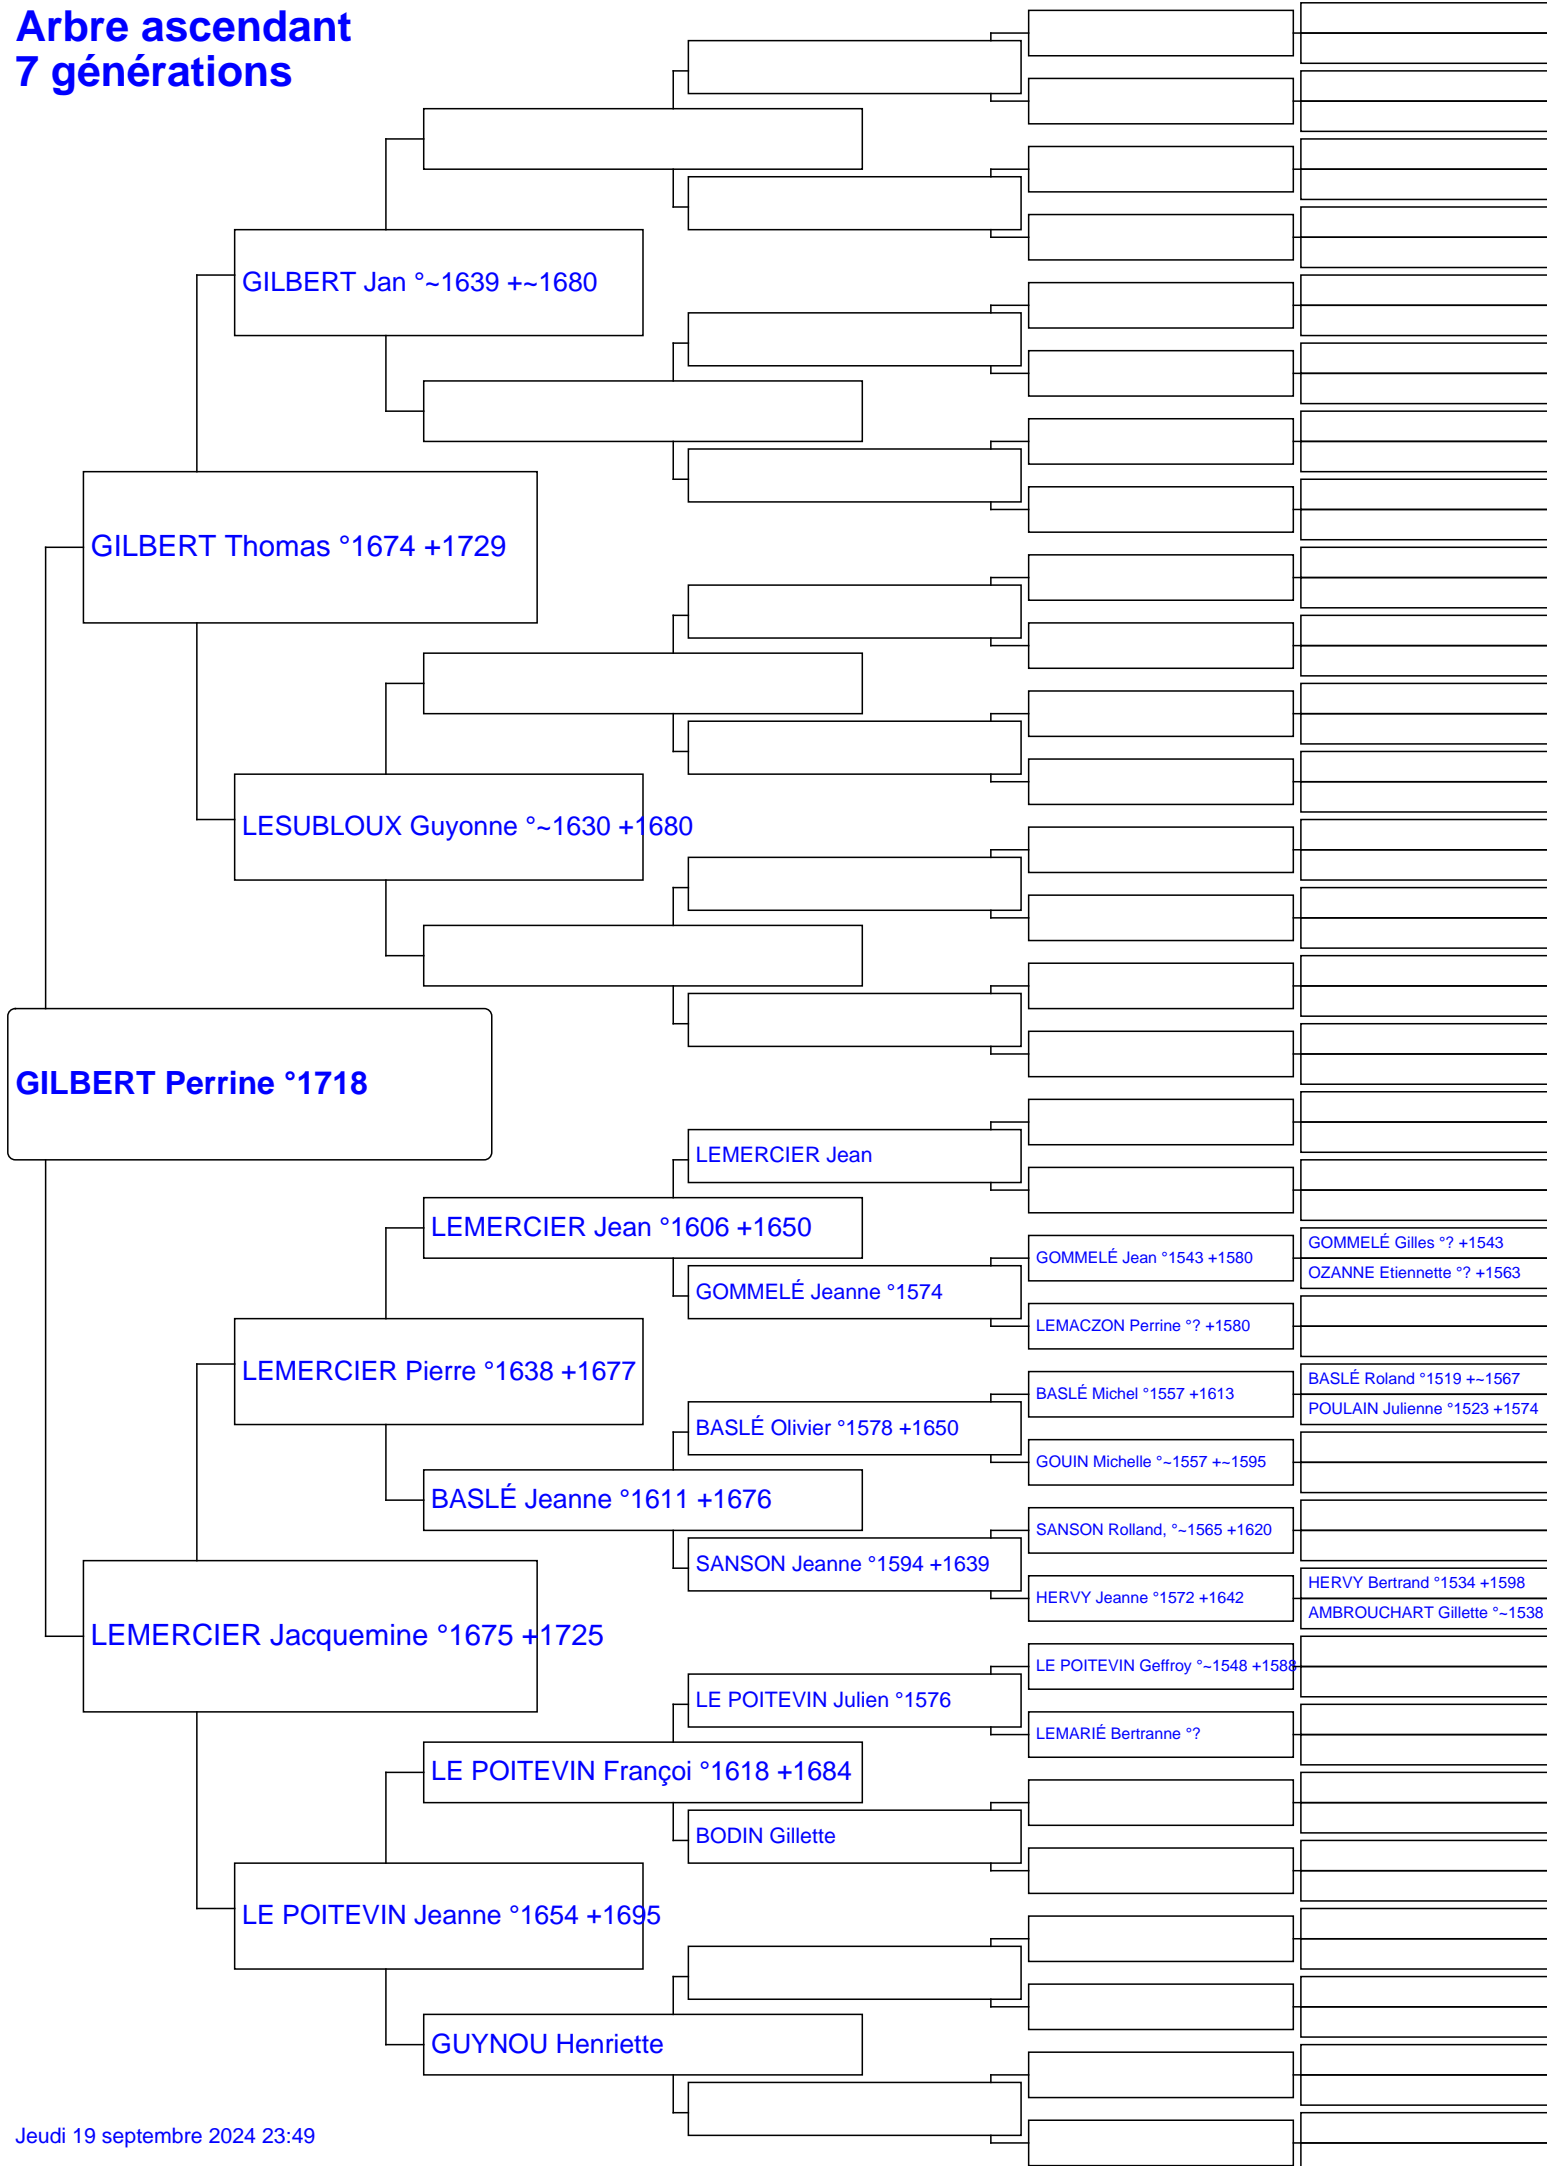 Arbre ascendant
7 générations
GILBERT Jan °~1639 +~1680
GILBERT Thomas °1674 +1729
LESUBLOUX Guyonne °~1630 +1680
GILBERT Perrine °1718
LEMERCIER Jean
LEMERCIER Jean °1606 +1650
GOMMELÉ Jean °1543 +1580
GOMMELÉ Gilles °? +1543
OZANNE Etiennette °? +1563
GOMMELÉ Jeanne °1574
LEMACZON Perrine °? +1580
LEMERCIER Pierre °1638 +1677
BASLÉ Michel °1557 +1613
BASLÉ Roland °1519 +~1567
POULAIN Julienne °1523 +1574
BASLÉ Olivier °1578 +1650
GOUIN Michelle °~1557 +~1595
BASLÉ Jeanne °1611 +1676
SANSON Rolland, °~1565 +1620
SANSON Jeanne °1594 +1639
HERVY Jeanne °1572 +1642
HERVY Bertrand °1534 +1598
AMBROUCHART Gillette °~1538
LEMERCIER Jacquemine °1675 +1725
LE POITEVIN Geffroy °~1548 +1588
LE POITEVIN Julien °1576
LEMARIÉ Bertranne °?
LE POITEVIN Françoi °1618 +1684
BODIN Gillette
LE POITEVIN Jeanne °1654 +1695
GUYNOU Henriette
Jeudi 19 septembre 2024 23:49